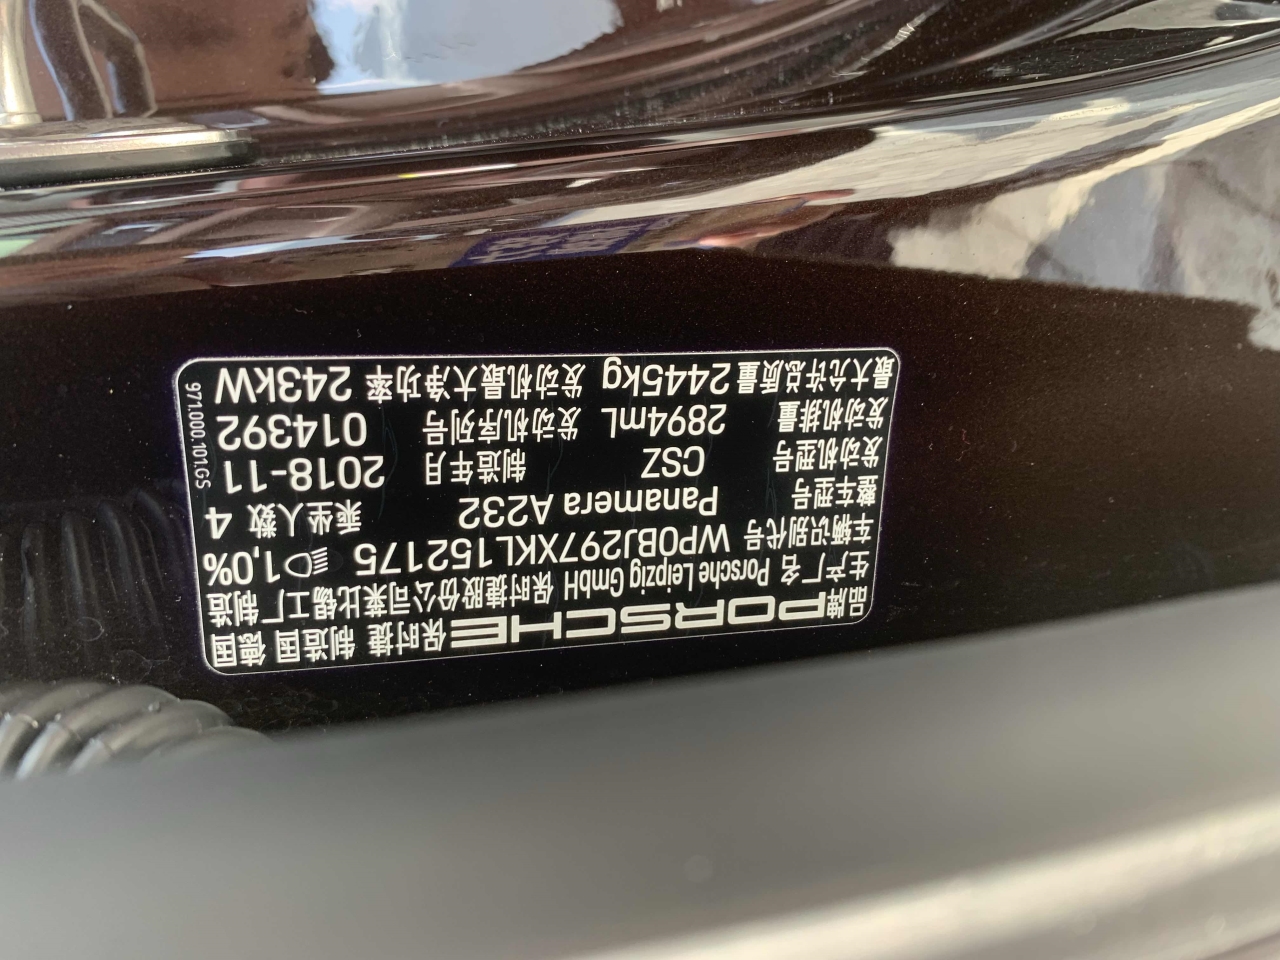 品牌 PORSCHE 保时捷 制造国 德国
生产厂名 Porsche Leipzig GmbH 保时捷股份公司莱比锡工厂制造
车辆识别代号 WP0BJ297XKL152175 1,0%
整车型号 Panamera A232 乘坐人数 4
发动机型号 CSZ 制造年月 2018-11
发动机排量 2894mL 发动机序列号 014392
最大允许总质量 2445kg 发动机最大净功率 243kW
971.000.101.GS